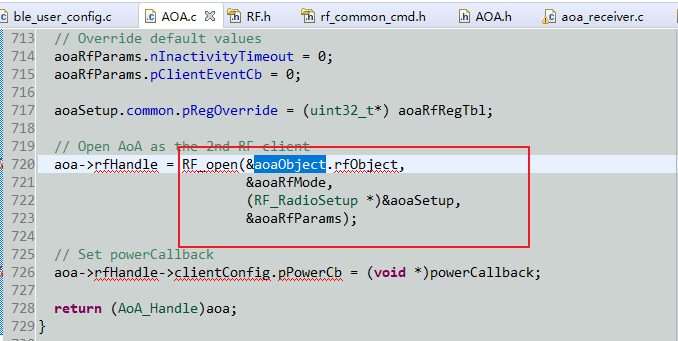 ble_user_config.c AOA.c RF.h rf_common_cmd.h AOA.h aoa_receiver.c
713 // Override default values
714 aoaRfParams.nInactivityTimeout = 0;
715 aoaRfParams.pClientEventCb = 0;
716
717 aoaSetup.common.pRegOverride = (uint32_t*) aoaRfRegTbl;
718
719 // Open AoA as the 2nd RF client
720 aoa->rfHandle = RF_open(&aoaObject.rfObject,
721 &aoaRfMode,
722 (RF_RadioSetup *)&aoaSetup,
723 &aoaRfParams);
724
725 // Set powerCallback
726 aoa->rfHandle->clientConfig.pPowerCb = (void *)powerCallback;
727
728 return (AoA_Handle)aoa;
729 }